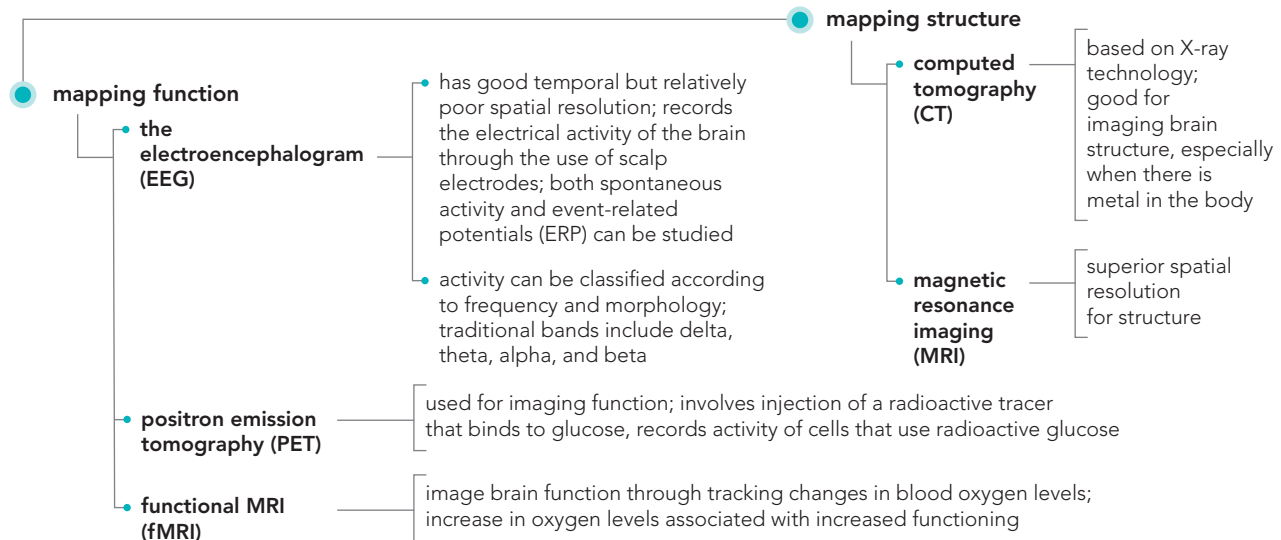 mapping structure
computed
tomography
(CT)
based on X-ray
technology;
good for
imaging brain
structure, especially
when there is
metal in the body
magnetic
resonance
imaging
(MRI)
superior spatial
resolution
for structure
mapping function
the
electroencephalogram
(EEG)
has good temporal but relatively
poor spatial resolution; records
the electrical activity of the brain
through the use of scalp
electrodes; both spontaneous
activity and event-related
potentials (ERP) can be studied
activity can be classified according
to frequency and morphology;
traditional bands include delta,
theta, alpha, and beta
positron emission
tomography (PET)
used for imaging function; involves injection of a radioactive tracer
that binds to glucose, records activity of cells that use radioactive glucose
functional MRI
(fMRI)
image brain function through tracking changes in blood oxygen levels;
increase in oxygen levels associated with increased functioning